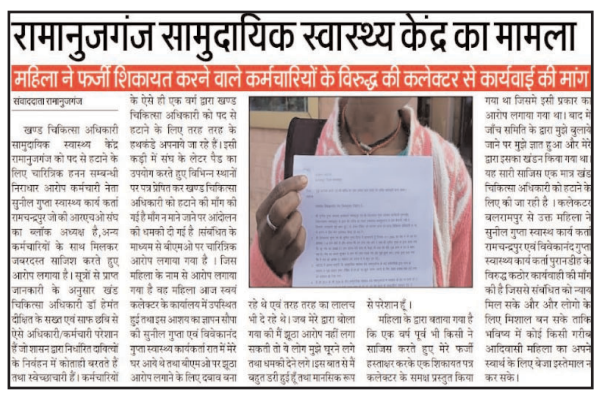 रामानुजगंज सामुदायिक स्वास्थ्य केंद्र का मामला
महिला ने फर्जी शिकायत करने वाले कर्मचारियों के विरुद्ध की कलेक्टर से कार्यवाई की मांग
संवाददाता रामानुजगंज
खण्ड चिकित्सा अधिकारी
सामुदायिक स्वास्थ्य केंद्र
रामानुजगंज को पद से हटाने के
लिए चारित्रिक हनन सम्बन्धी
निराधार आरोप कर्मचारी नेता
सुनील गुप्ता स्वास्थ्य कार्य कर्ता
रामचन्द्रपुर जो की आरएचओ संघ
का ब्लॉक अध्यक्ष है,अन्य
कर्मचारियों के साथ मिलकर
जबरदस्त साजिश करते हुए
आरोप लगाया है। सूत्रों से प्राप्त
जानकारी के अनुसार खंड
चिकित्सा अधिकारी डॉ हेमंत
दीक्षित के सख्त एवं साफ छवि से
ऐसे अधिकारी/कर्मचारी परेशान
हैं जो शासन द्वारा निर्धारित दायित्वों
के निर्वहन में कोताही बरतते हैं
तथा स्वेच्छाचारी हैं। कर्मचारियों
के ऐसे ही एक वर्ग द्वारा खण्ड
चिकित्सा अधिकारी को पद से
हटाने के लिए तरह तरह के
हथकंडे अपनाये जा रहे हैं। इसी
कड़ी में संघ के लेटर पैड का
उपयोग करते हुए विभिन्न स्थानों
पर पत्र प्रेषित कर खण्ड चिकित्सा
अधिकारी को हटाने की माँग की
गई है माँग न माने जाने पर आंदोलन
की धमकी दी गई है।संबधित के
माध्यम से बीएमओ पर चारित्रिक
आरोप लगाया गया है । जिस
महिला के नाम से आरोप लगाया
गया है वह महिला आज स्वयं
कलेक्टर के कार्यालय में उपस्थित
हुई तथा इस आशय का ज्ञापन सौंपा
को सुनील गुप्ता एवं विवेकानंद
गुप्ता स्वास्थ्य कार्यकर्ता रात में मेरे
घर आये थे तथा बीएमओ पर झूठा
आरोप लगाने के लिए दबाव बना
रहे थे एवं तरह तरह का लालच
भी दे रहे थे। जब मेरे द्वारा बोला
गया की मैं झूठा आरोप नहीं लगा
सकती तो ये लोग मुझे घूरने लगे
तथा धमकी देने लगे। इस बात से मैं
बहुत डरी हुई हूँ तथा मानसिक रूप
से परेशान हूँ।
महिला के द्वारा बताया गया है
कि एक वर्ष पूर्व भी किसी ने
साजिस करते हुए मेरे फर्जी
हस्ताक्षर करके एक शिकायत पत्र
कलेक्टर के समक्ष प्रस्तुत किया
गया था जिसमे इसी प्रकार का
आरोप लगाया गया था। बाद में
जाँच समिति के द्वारा मुझे बुलाये
जाने पर मुझे ज्ञात हुआ और मेरे
द्वारा इसका खंडन किया गया था।
यह सारी साजिस एक मात्र खंड
चिकित्सा अधिकारी को हटाने के
लिए की जा रही है । कलेक्टर
बलरामपुर से उक्त महिला ने
सुनील गुप्ता स्वास्थ्य कार्य कर्ता
रामचन्द्रपुर एवं विवेकानंद गुप्ता
स्वास्थ्य कार्य कर्ता पुरानडीह के
विरुद्ध कठोर कार्यवाही की माँग
की है जिससे संबंधित को न्याय
मिल सके और और लोगो के
लिए मिशाल बन सके ताकि
भविष्य में कोई किसी गरीब
आदिवासी महिला का अपने
स्वार्थ के लिए बेजा इस्तेमाल न
कर सके।